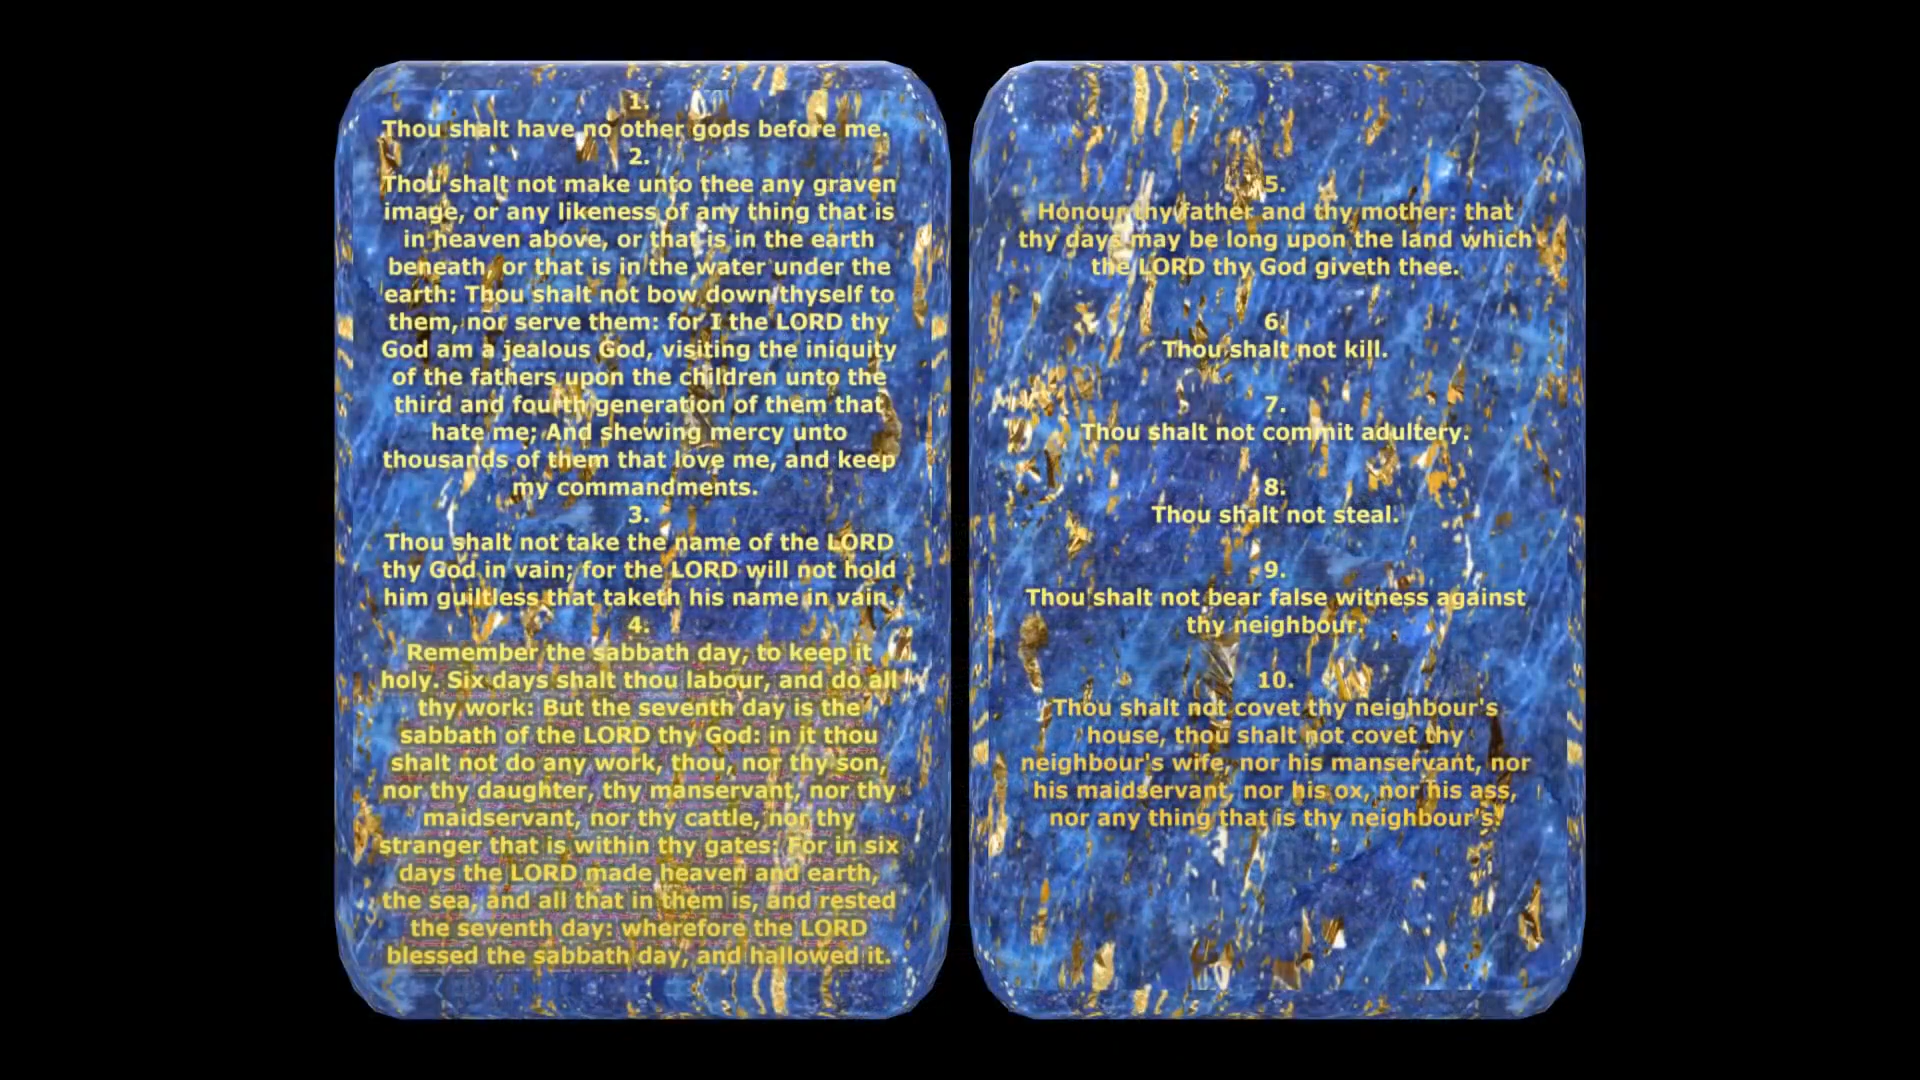 1.
Thou shalt have no other gods before me.
2.
Thou shalt not make unto thee any graven
image, or any likeness of any thing that is
in heaven above, or that is in the earth
beneath, or that is in the water under the
earth: Thou shalt not bow down thyself to
them, nor serve them: for I the LORD thy
God am a jealous God, visiting the iniquity
of the fathers upon the children unto the
third and fourth generation of them that
hate me; And shewing mercy unto
thousands of them that love me, and keep
my commandments.
3.
Thou shalt not take the name of the LORD
thy God in vain; for the LORD will not hold
him guiltless that taketh his name in vain.
4.
Remember the sabbath day, to keep it
holy. Six days shalt thou labour, and do all
thy work: But the seventh day is the
sabbath of the LORD thy God: in it thou
shalt not do any work, thou, nor thy son,
nor thy daughter, thy manservant, nor thy
maidservant, nor thy cattle, nor thy
stranger that is within thy gates: For in six
days the LORD made heaven and earth,
the sea, and all that in them is, and rested
the seventh day: wherefore the LORD
blessed the sabbath day, and hallowed it.
5.
Honour thy father and thy mother: that
thy days may be long upon the land which
the LORD thy God giveth thee.
6.
Thou shalt not kill.
7.
Thou shalt not commit adultery.
8.
Thou shalt not steal.
9.
Thou shalt not bear false witness against
thy neighbour.
10.
Thou shalt not covet thy neighbour's
house, thou shalt not covet thy
neighbour's wife, nor his manservant, nor
his maidservant, nor his ox, nor his ass,
nor any thing that is thy neighbour's.